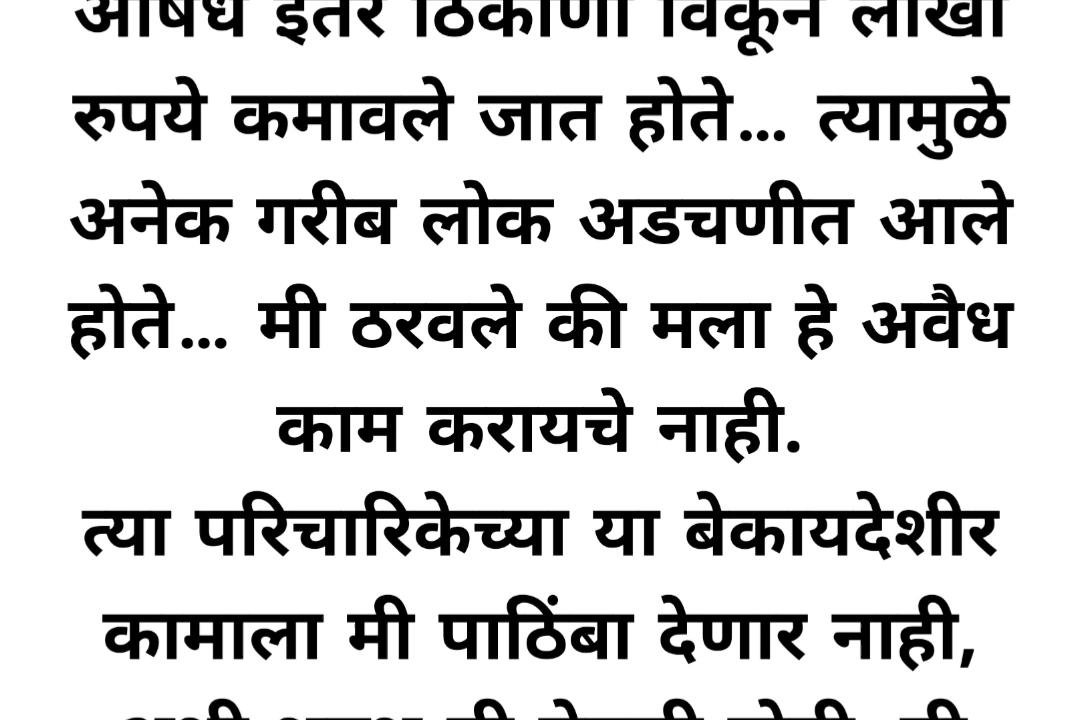 औषध इतर ठिकाणी विकून लाखो
रुपये कमावले जात होते... त्यामुळे
अनेक गरीब लोक अडचणीत आले
होते... मी ठरवले की मला हे अवैध
काम करायचे नाही.
त्या परिचारिकेच्या या बेकायदेशीर
कामाला मी पाठिंबा देणार नाही,